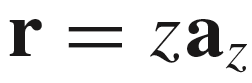 r = za_z